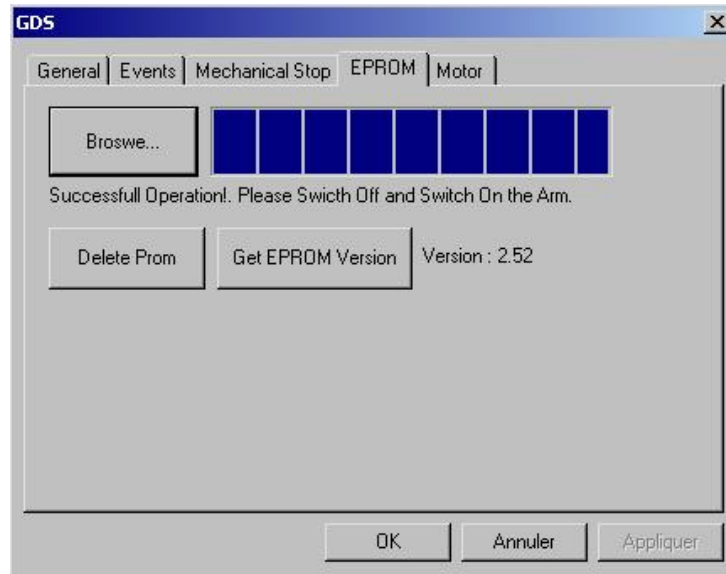 GDS
General Events Mechanical Stop EPROM Motor
Broswe...
Successfull Operation!. Please Swicth Off and Switch On the Arm.
Delete Prom Get EPROM Version Version : 2.52
OK Annuler Appliquer